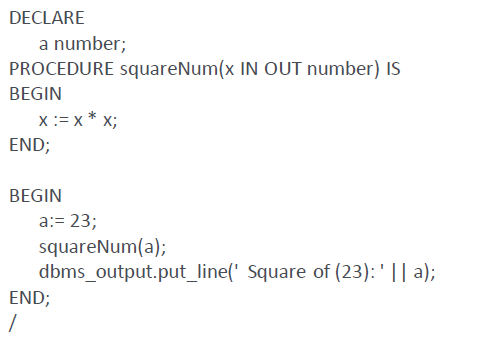 DECLARE
a number;
PROCEDURE squareNum(x IN OUT number) IS
BEGIN
x := x * x;
END;
BEGIN
a:= 23;
squareNum(a);
dbms_output.put_line(' Square of (23): ' || a);
END;
/